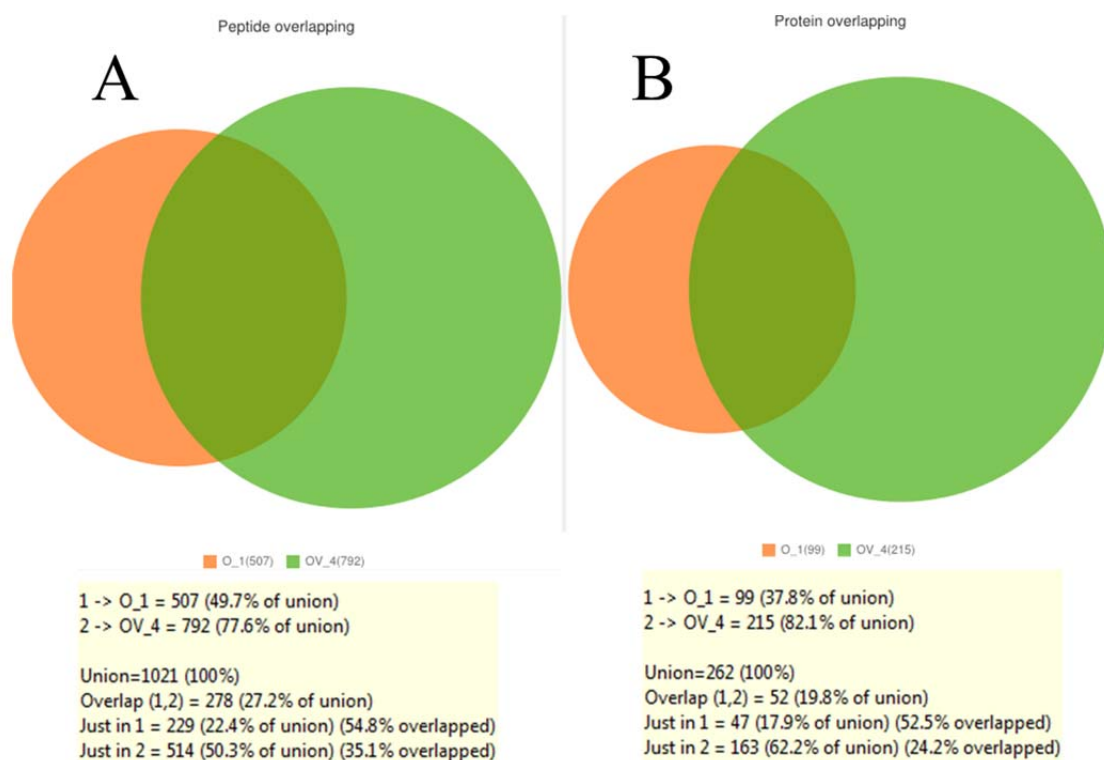 Peptide overlapping
A
O_1(507) OV_4(792)
1 -> O_1 = 507 (49.7% of union)
2 -> OV_4 = 792 (77.6% of union)
Union=1021 (100%)
Overlap (1,2) = 278 (27.2% of union)
Just in 1 = 229 (22.4% of union) (54.8% overlapped)
Just in 2 = 514 (50.3% of union) (35.1% overlapped)
Protein overlapping
B
O_1(99) OV_4(215)
1 -> O_1 = 99 (37.8% of union)
2 -> OV_4 = 215 (82.1% of union)
Union=262 (100%)
Overlap (1,2) = 52 (19.8% of union)
Just in 1 = 47 (17.9% of union) (52.5% overlapped)
Just in 2 = 163 (62.2% of union) (24.2% overlapped)